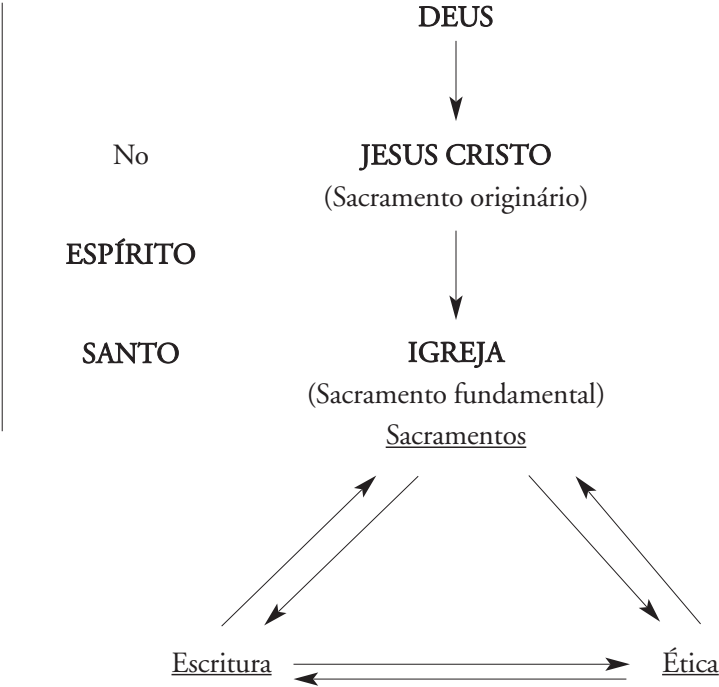 DEUS
No JESUS CRISTO
(Sacramento originário)
ESPÍRITO
SANTO IGREJA
(Sacramento fundamental)
Sacramentos
Escritura Ética